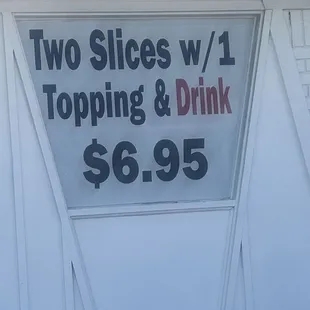 Two Slices w/1
Topping & Drink
$6.95